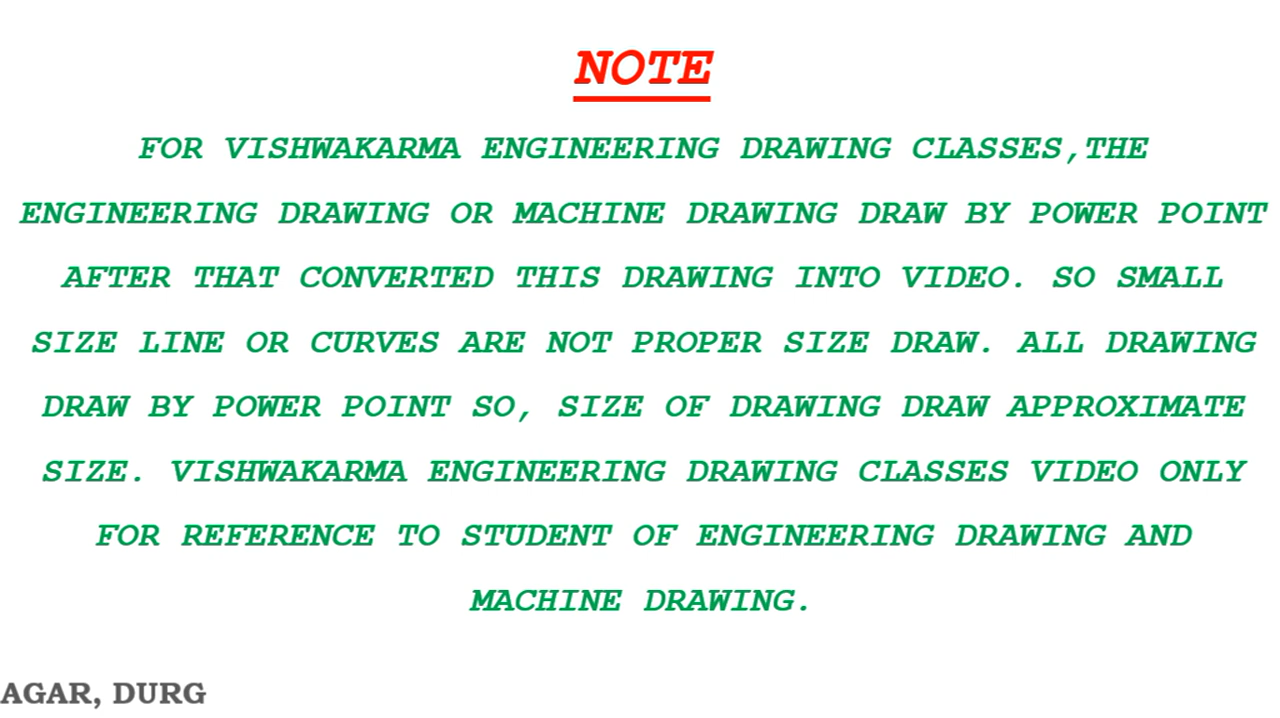 NOTE
FOR VISHWAKARMA ENGINEERING DRAWING CLASSES,THE
ENGINEERING DRAWING OR MACHINE DRAWING DRAW BY POWER POINT
AFTER THAT CONVERTED THIS DRAWING INTO VIDEO. SO SMALL
SIZE LINE OR CURVES ARE NOT PROPER SIZE DRAW. ALL DRAWING
DRAW BY POWER POINT SO, SIZE OF DRAWING DRAW APPROXIMATE
SIZE. VISHWAKARMA ENGINEERING DRAWING CLASSES VIDEO ONLY
FOR REFERENCE TO STUDENT OF ENGINEERING DRAWING AND
MACHINE DRAWING.
AGAR, DURG